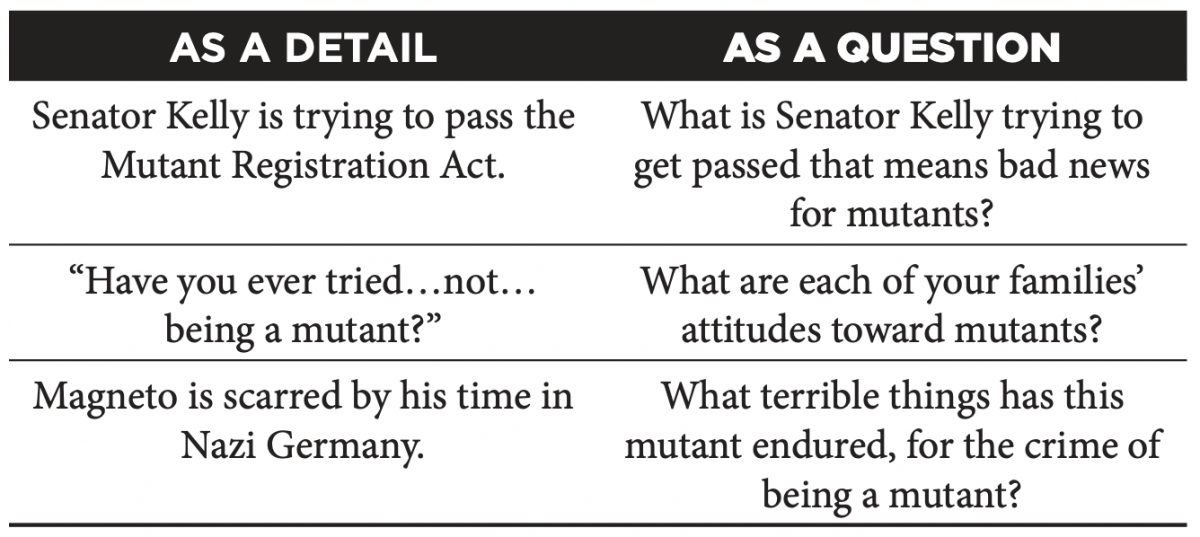 AS A DETAIL
AS A QUESTION
Senator Kelly is trying to pass the
Mutant Registration Act.
What is Senator Kelly trying to
get passed that means bad news
for mutants?
“Have you ever tried…not…
being a mutant?”
What are each of your families’
attitudes toward mutants?
Magneto is scarred by his time in
Nazi Germany.
What terrible things has this
mutant endured, for the crime of
being a mutant?